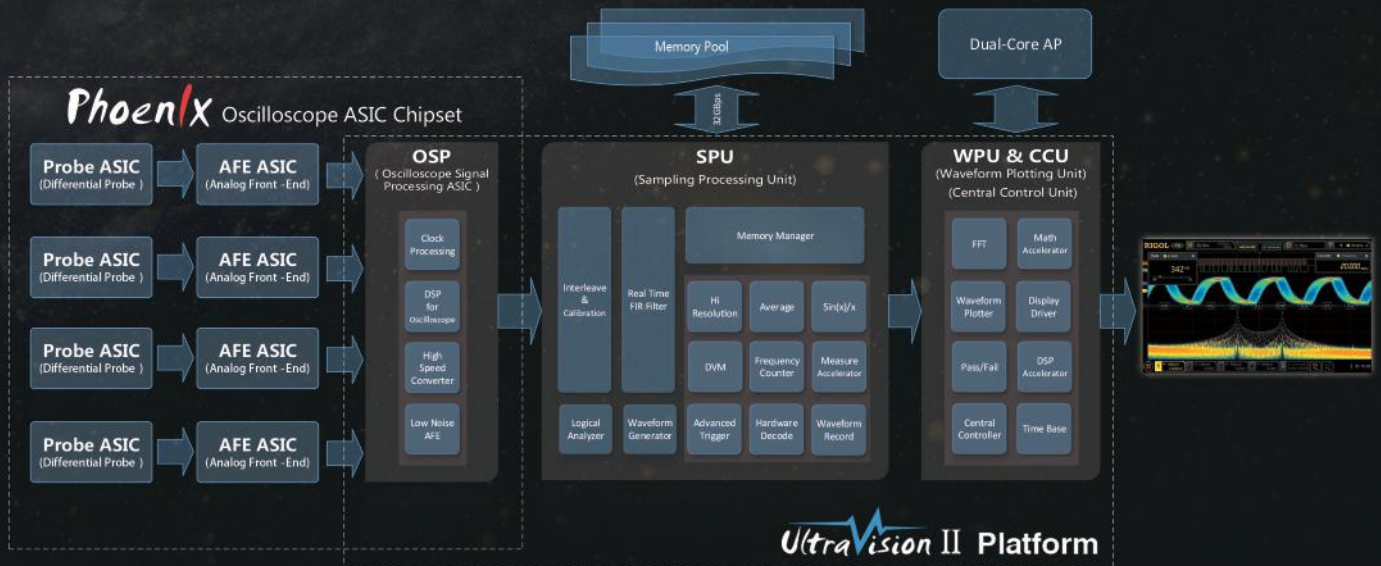 Memory Pool
Dual-Core AP
32GBps
Phoenix Oscilloscope ASIC Chipset
Probe ASIC
(Differential Probe )
AFE ASIC
(Analog Front -End)
Probe ASIC
(Differential Probe )
AFE ASIC
(Analog Front -End)
Probe ASIC
(Differential Probe )
AFE ASIC
(Analog Front -End)
Probe ASIC
(Differential Probe )
AFE ASIC
(Analog Front -End)
OSP
( Oscilloscope Signal
Processing ASIC )
Clock
Processing
DSP
for
Oscilloscope
High
Speed
Converter
Low Noise
AFE
SPU
(Sampling Processing Unit)
Interleave
&
Calibration
Real Time
FIR Filter
Memory Manager
Hi
Resolution
Average
Sin(x)/x
DVM
Frequency
Counter
Measure
Accelerator
Logical
Analyzer
Waveform
Generator
Advanced
Trigger
Hardware
Decode
Waveform
Record
WPU & CCU
(Waveform Plotting Unit)
(Central Control Unit)
FFT
Math
Accelerator
Waveform
Plotter
Display
Driver
Pass/Fail
DSP
Accelerator
Central
Controller
Time Base
RIGOL
342
20.000
UltraVision II Platform